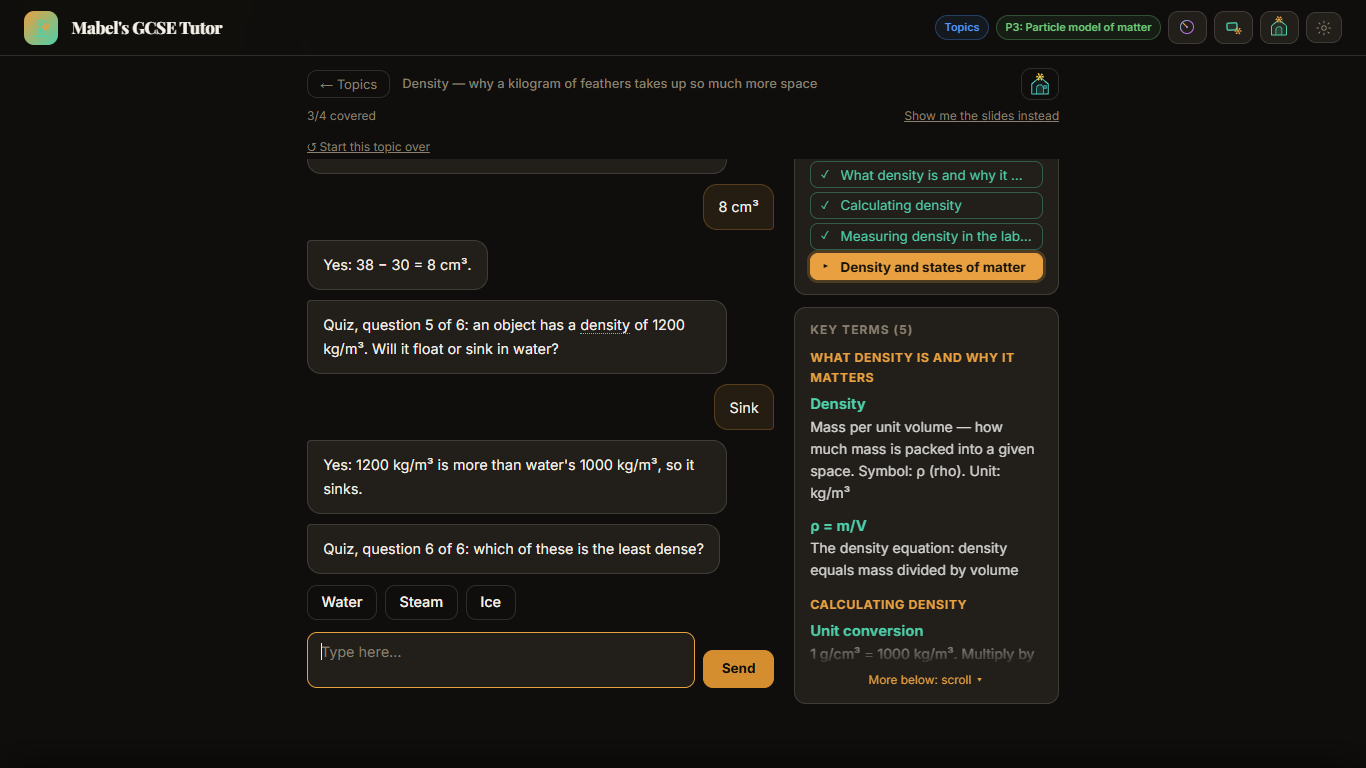 Mabel's GCSE Tutor
Topics
P3: Particle model of matter
← Topics
Density — why a kilogram of feathers takes up so much more space
3/4 covered
Show me the slides instead
↺ Start this topic over
8 cm³
Yes: 38 − 30 = 8 cm³.
Quiz, question 5 of 6: an object has a density of 1200
kg/m³. Will it float or sink in water?
Sink
Yes: 1200 kg/m³ is more than water's 1000 kg/m³, so it
sinks.
Quiz, question 6 of 6: which of these is the least dense?
Water
Steam
Ice
Type here...
Send
✓ What density is and why it ...
✓ Calculating density
✓ Measuring density in the lab...
▸ Density and states of matter
KEY TERMS (5)
WHAT DENSITY IS AND WHY IT
MATTERS
Density
Mass per unit volume — how
much mass is packed into a given
space. Symbol: ρ (rho). Unit:
kg/m³
ρ = m/V
The density equation: density
equals mass divided by volume
CALCULATING DENSITY
Unit conversion
1 g/cm³ = 1000 kg/m³. Multiply by
More below: scroll ▾